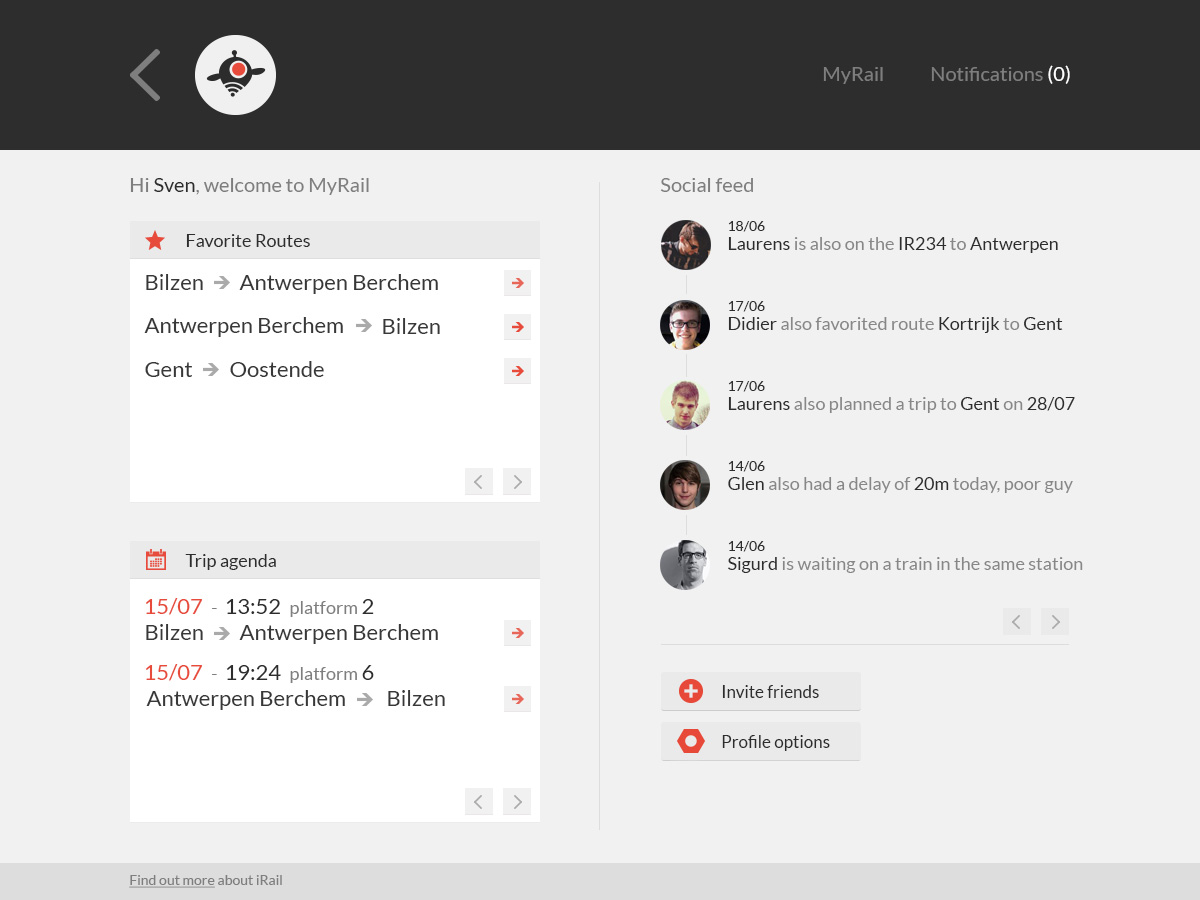 MyRail
Notifications (0)
Hi Sven, welcome to MyRail
Favorite Routes
Bilzen → Antwerpen Berchem
Antwerpen Berchem → Bilzen
Gent → Oostende
Trip agenda
15/07 - 13:52 platform 2
Bilzen → Antwerpen Berchem
15/07 - 19:24 platform 6
Antwerpen Berchem → Bilzen
Social feed
18/06
Laurens is also on the IR234 to Antwerpen
17/06
Didier also favorited route Kortrijk to Gent
17/06
Laurens also planned a trip to Gent on 28/07
14/06
Glen also had a delay of 20m today, poor guy
14/06
Sigurd is waiting on a train in the same station
Invite friends
Profile options
Find out more about iRail